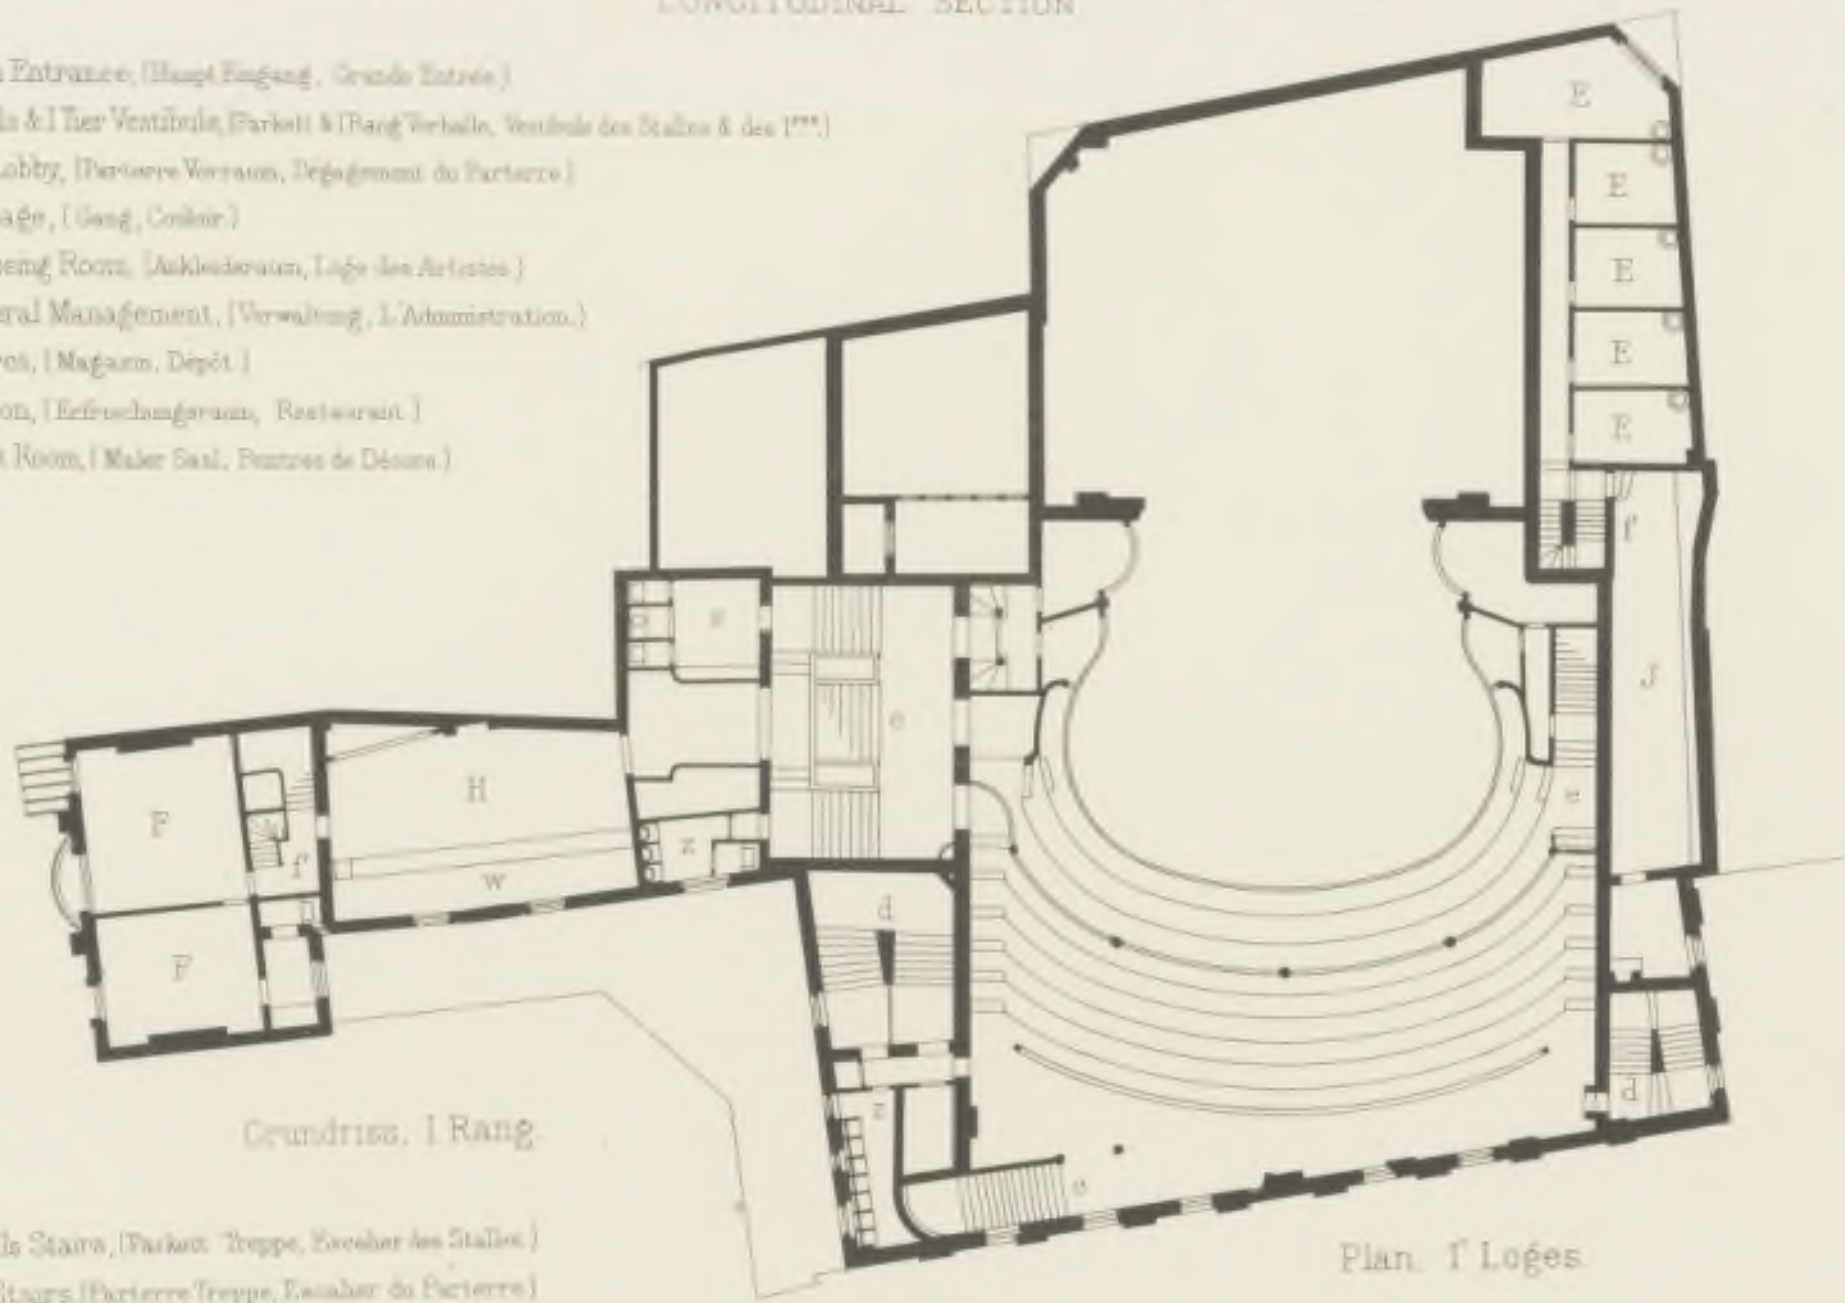 LONGITUDINAL SECTION
Entrance, (Haupt Eingang, Grande Entrée.)
& I Tier Vestibule, (Parkett & I Rang Vorhalle, Vestibule des Stalles & des 1ères.)
Lobby, (Parterre Vorraum, Dégagement du Parterre.)
age, (Gang, Couloir.)
sing Room, (Ankleideraum, Loge des Artistes.)
eral Management, (Verwaltung, L'Administration.)
res, (Magazin, Dépôt.)
on, (Erfrischungsraum, Restaurant.)
t Room, (Maler Saal, Peintres de Décors.)
E
E
E
E
E
f'
s
J
e
H
e
F
z
f'
w
d
F
d
z
Grundriss, I Rang.
e
ls Stairs, (Parkett Treppe, Escalier des Stalles.)
Plan, 1r Loges.
Stairs, (Parterre Treppe, Escalier du Parterre.)